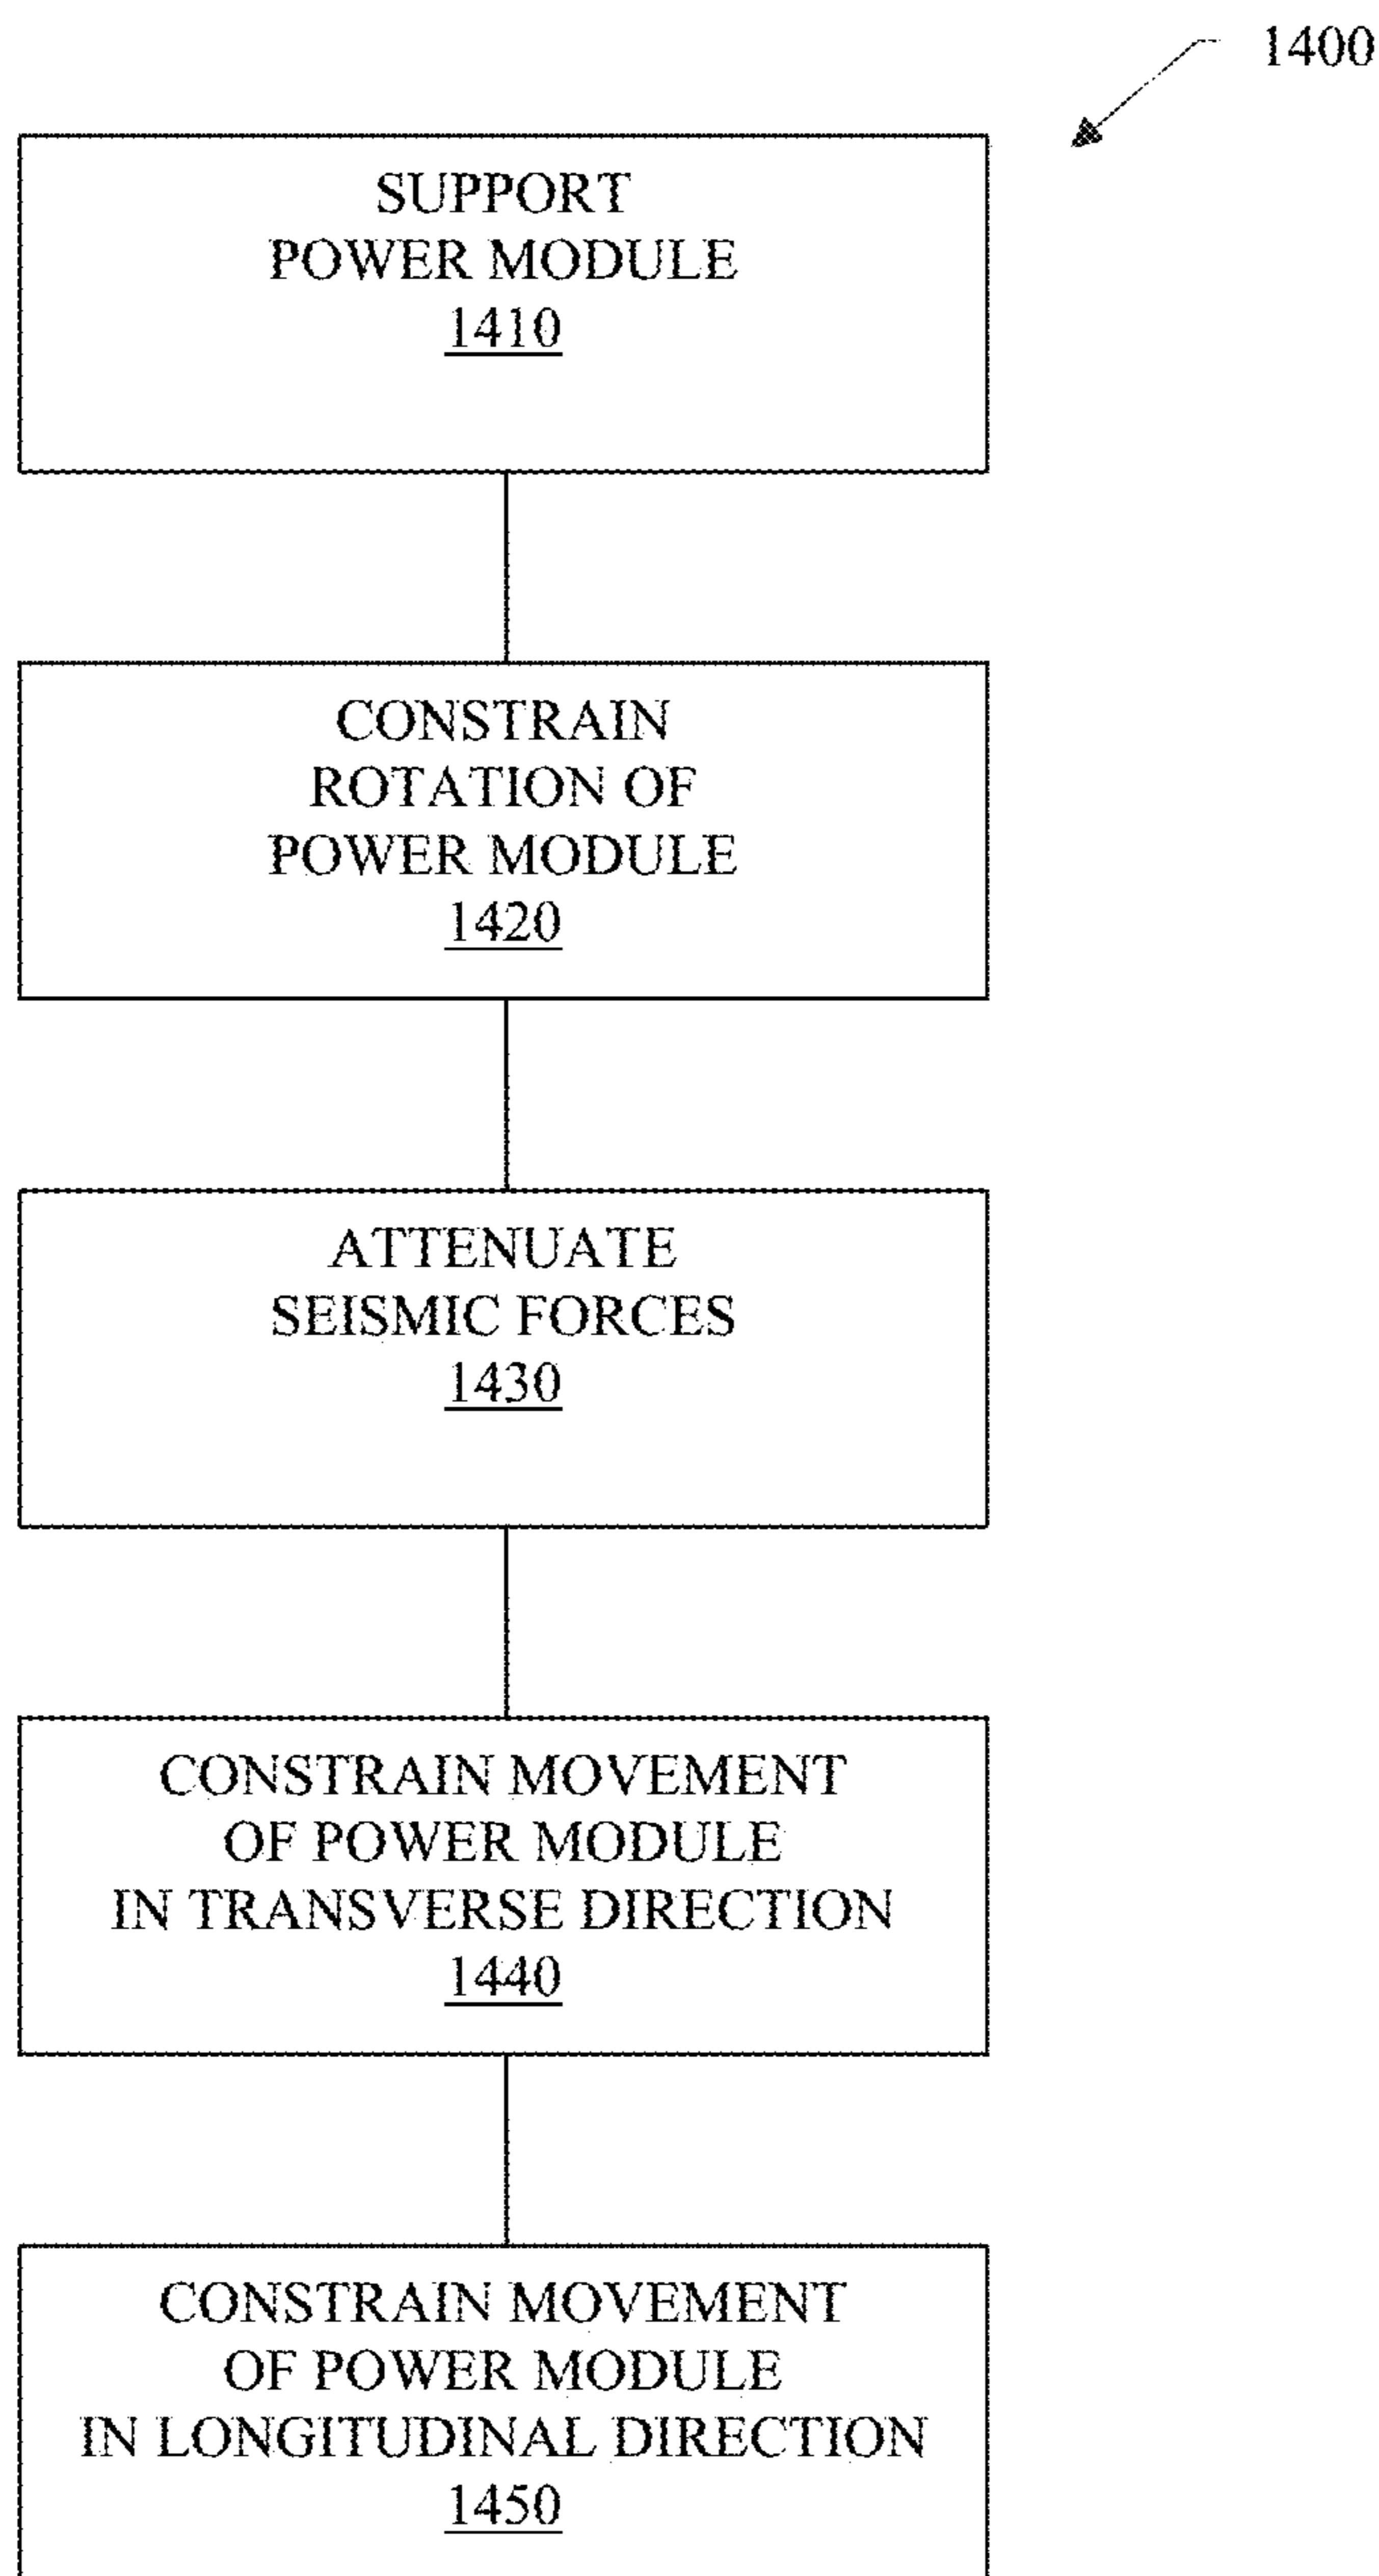 1400
SUPPORT
POWER MODULE
1410
CONSTRAIN
ROTATION OF
POWER MODULE
1420
ATTENUATE
SEISMIC FORCES
1430
CONSTRAIN MOVEMENT
OF POWER MODULE
IN TRANSVERSE DIRECTION
1440
CONSTRAIN MOVEMENT
OF POWER MODULE
IN LONGITUDINAL DIRECTION
1450